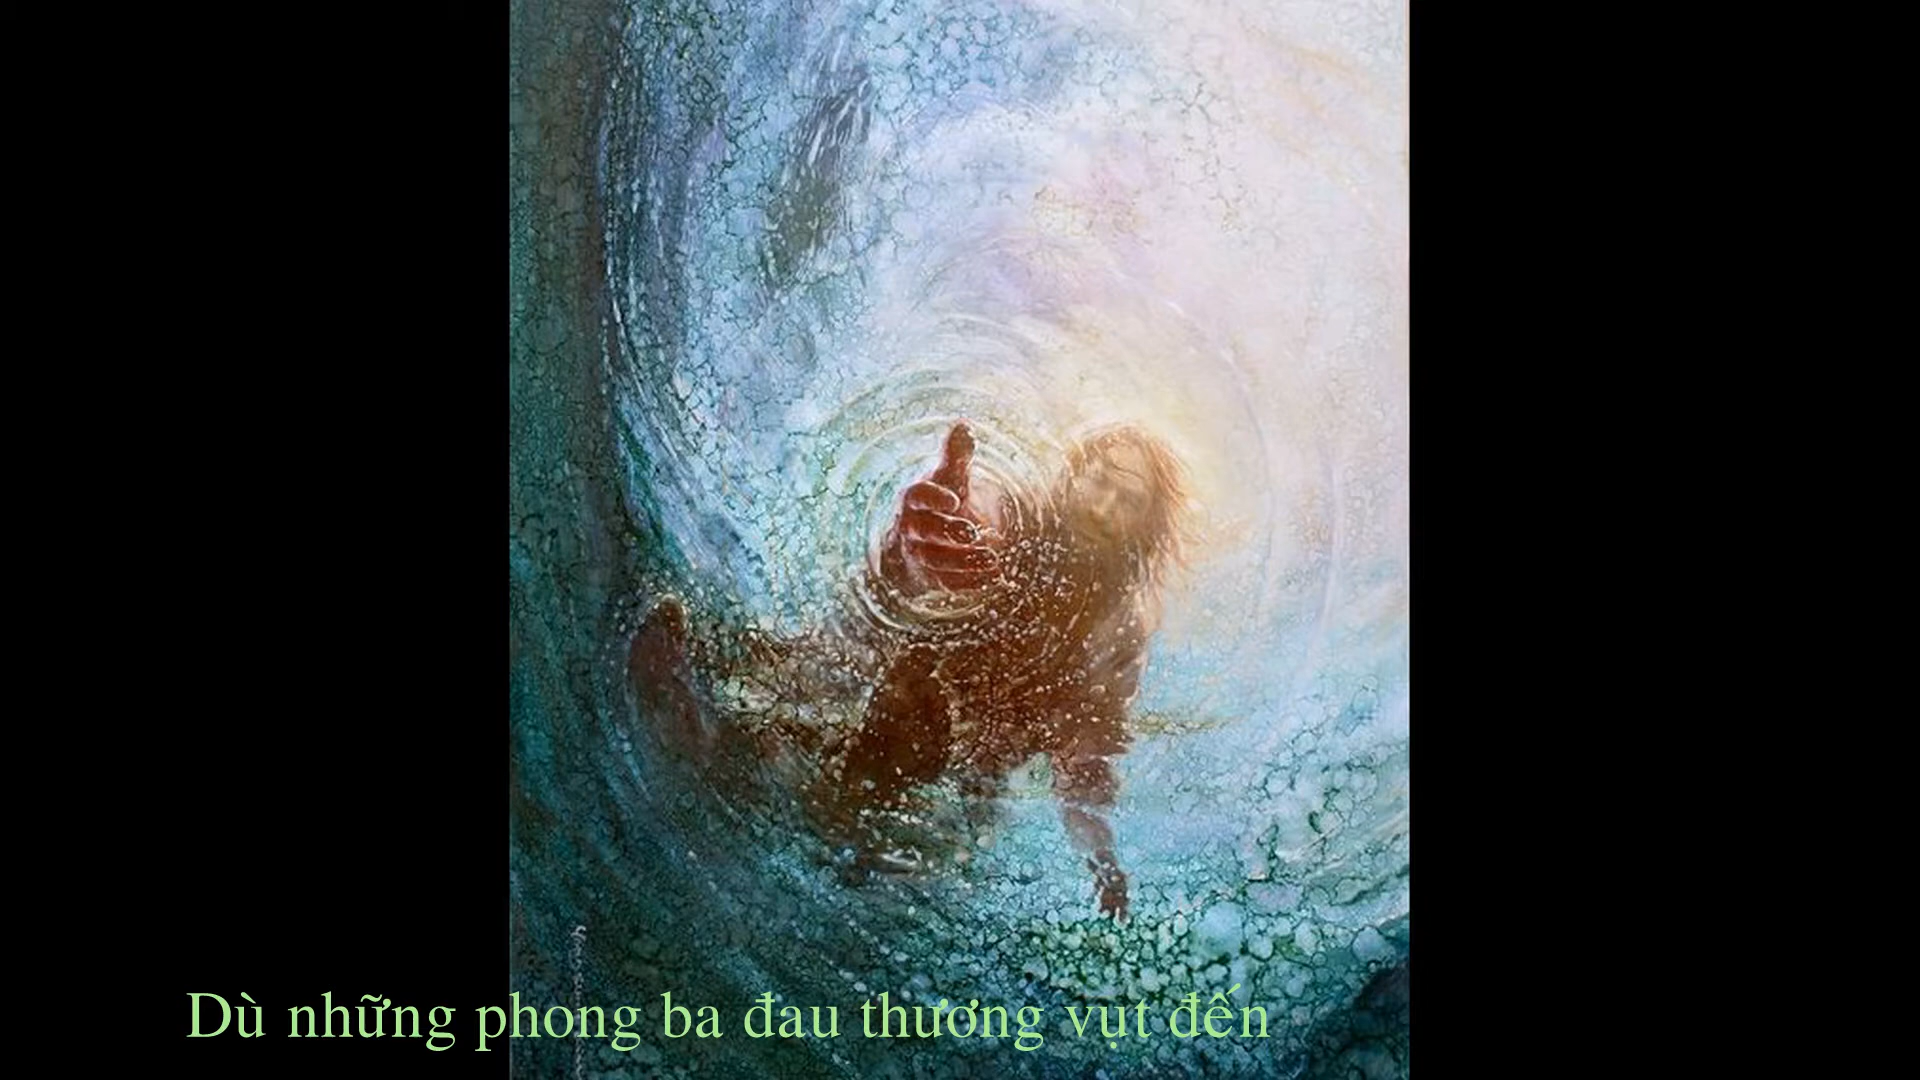 Dù những phong ba đau thương vụt đến